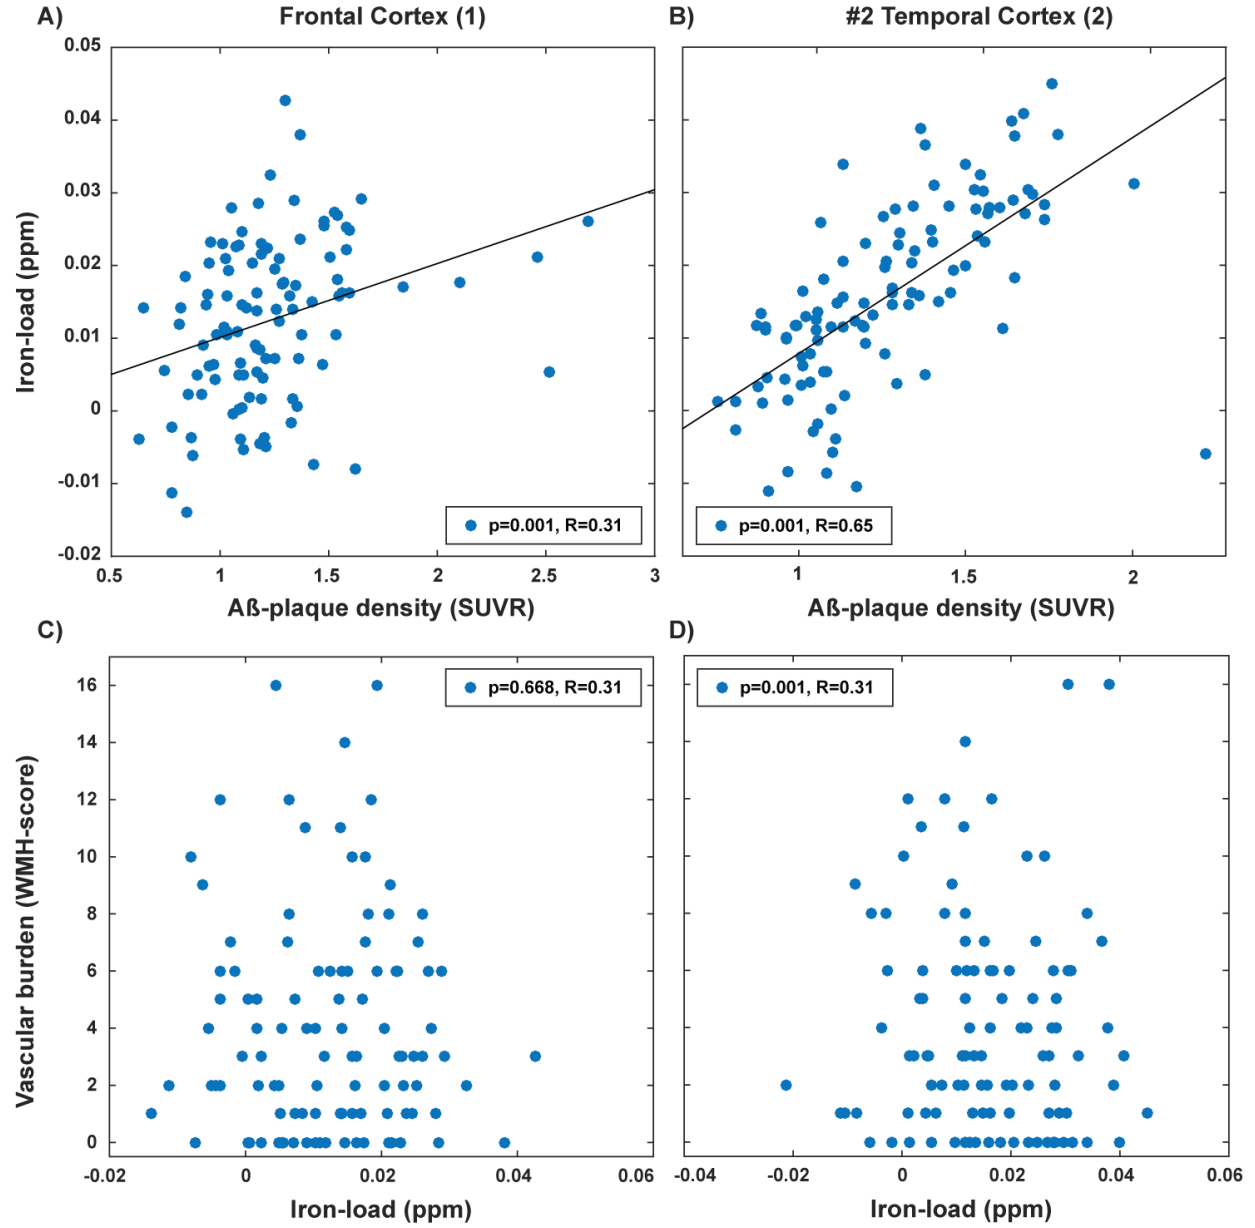 A) Frontal Cortex (1)
B) #2 Temporal Cortex (2)
Iron-load (ppm)
0.05
0.04
0.03
0.02
0.01
0
-0.01
-0.02
p=0.001, R=0.31
p=0.001, R=0.65
0.5 1 1.5 2 2.5 3
1 1.5 2
Aß-plaque density (SUVR)
Aß-plaque density (SUVR)
C)
D)
Vascular burden (WMH-score)
16
14
12
10
8
6
4
2
0
p=0.668, R=0.31
p=0.001, R=0.31
-0.02 0 0.02 0.04 0.06
-0.04 -0.02 0 0.02 0.04 0.06
Iron-load (ppm)
Iron-load (ppm)